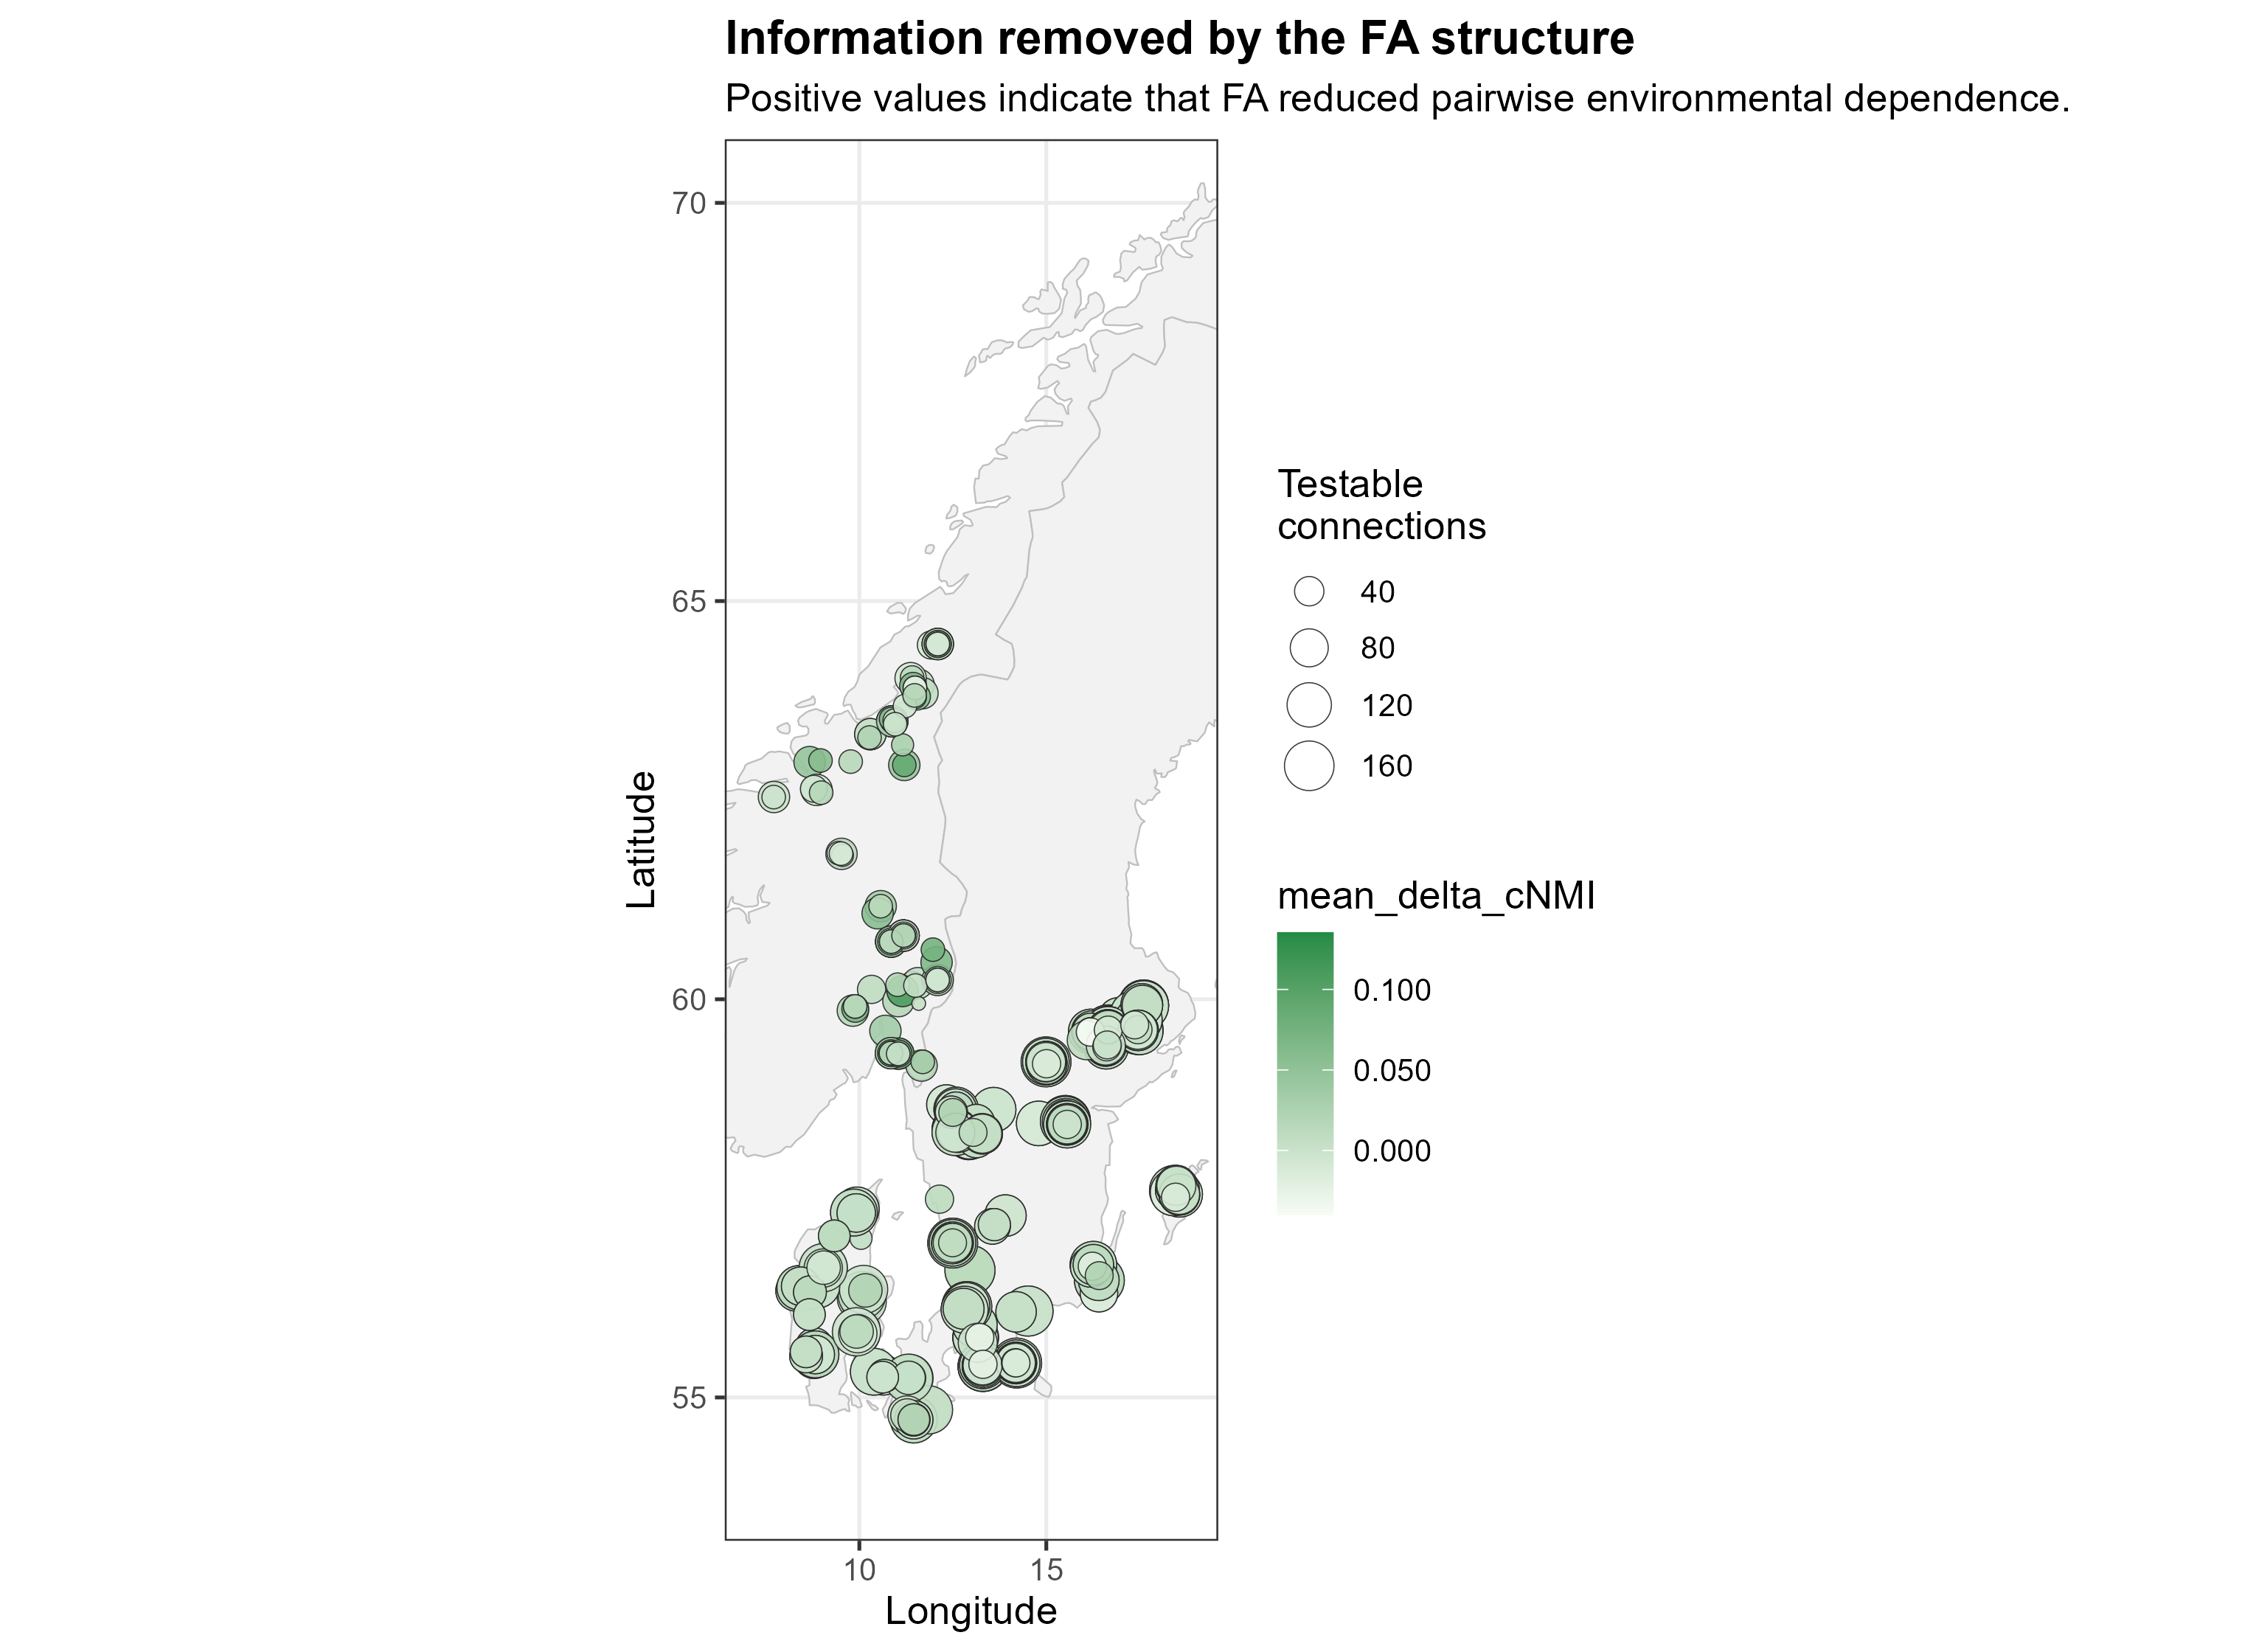 Information removed by the FA structure
Positive values indicate that FA reduced pairwise environmental dependence.
70
65
60
55
Latitude
10
15
Longitude
Testable
connections
40
80
120
160
mean_delta_cNMI
0.100
0.050
0.000